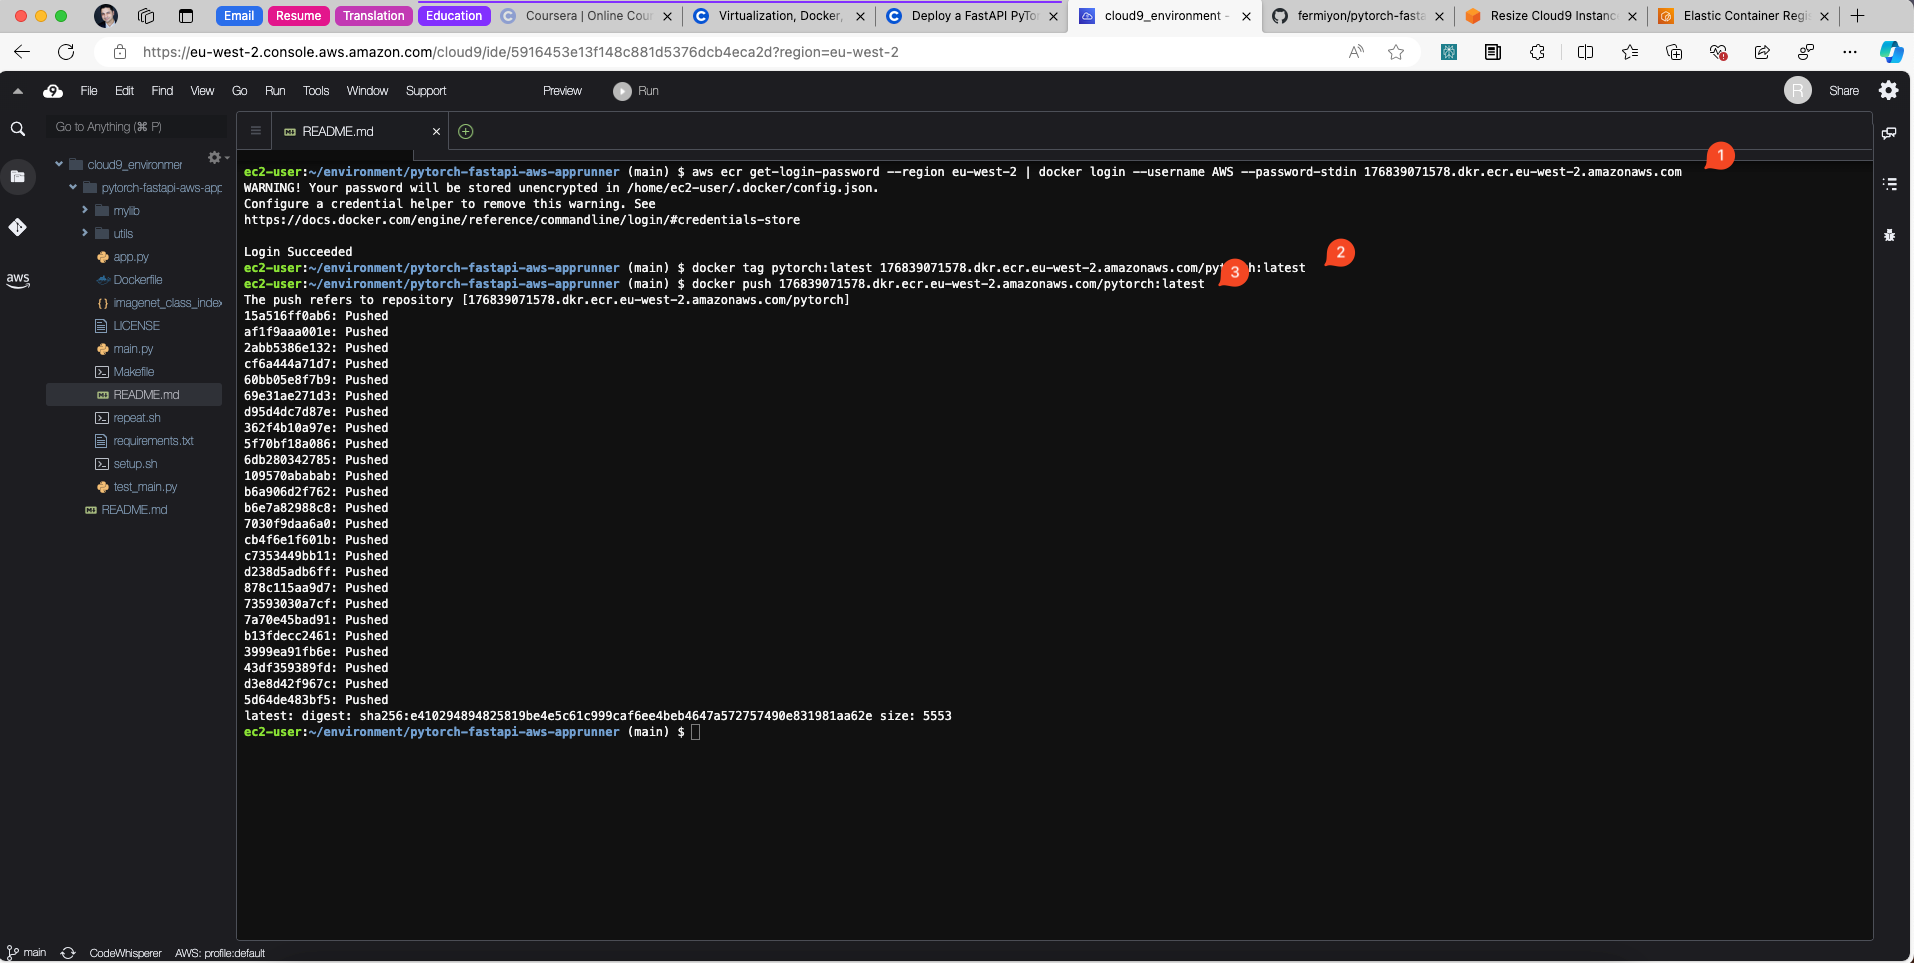 Email
Resume
Translation
Education
Coursera | Online Cour
Virtualization, Docker,
Deploy a FastAPI PyTor
cloud9_environment -
fermiyon/pytorch-fasta
Resize Cloud9 Instanc
Elastic Container Regis
https://eu-west-2.console.aws.amazon.com/cloud9/ide/5916453e13f148c881d5376dcb4eca2d?region=eu-west-2
9 File Edit Find View Go Run Tools Window Support Preview Run R Share
Go to Anything (⌘ P)
README.md
cloud9_environmer
pytorch-fastapi-aws-app
mylib
utils
app.py
Dockerfile
imagenet_class_index
LICENSE
main.py
Makefile
README.md
repeat.sh
requirements.txt
setup.sh
test_main.py
README.md
aws
1
ec2-user:~/environment/pytorch-fastapi-aws-apprunner (main) $ aws ecr get-login-password --region eu-west-2 | docker login --username AWS --password-stdin 176839071578.dkr.ecr.eu-west-2.amazonaws.com
WARNING! Your password will be stored unencrypted in /home/ec2-user/.docker/config.json.
Configure a credential helper to remove this warning. See
https://docs.docker.com/engine/reference/commandline/login/#credentials-store
Login Succeeded
2
ec2-user:~/environment/pytorch-fastapi-aws-apprunner (main) $ docker tag pytorch:latest 176839071578.dkr.ecr.eu-west-2.amazonaws.com/pyt h:latest
3
ec2-user:~/environment/pytorch-fastapi-aws-apprunner (main) $ docker push 176839071578.dkr.ecr.eu-west-2.amazonaws.com/pytorch:latest
The push refers to repository [176839071578.dkr.ecr.eu-west-2.amazonaws.com/pytorch]
15a516ff0ab6: Pushed
af1f9aaa001e: Pushed
2abb5386e132: Pushed
cf6a444a71d7: Pushed
60bb05e8f7b9: Pushed
69e31ae271d3: Pushed
d95d4dc7d87e: Pushed
362f4b10a97e: Pushed
5f70bf18a086: Pushed
6db280342785: Pushed
109570ababab: Pushed
b6a906d2f762: Pushed
b6e7a82988c8: Pushed
7030f9daa6a0: Pushed
cb4f6e1f601b: Pushed
c7353449bb11: Pushed
d238d5adb6ff: Pushed
878c115aa9d7: Pushed
73593030a7cf: Pushed
7a70e45bad91: Pushed
b13fdecc2461: Pushed
3999ea91fb6e: Pushed
43df359389fd: Pushed
d3e8d42f967c: Pushed
5d64de483bf5: Pushed
latest: digest: sha256:e410294894825819be4e5c61c999caf6ee4beb4647a572757490e831981aa62e size: 5553
ec2-user:~/environment/pytorch-fastapi-aws-apprunner (main) $
main CodeWhisperer AWS: profile:default